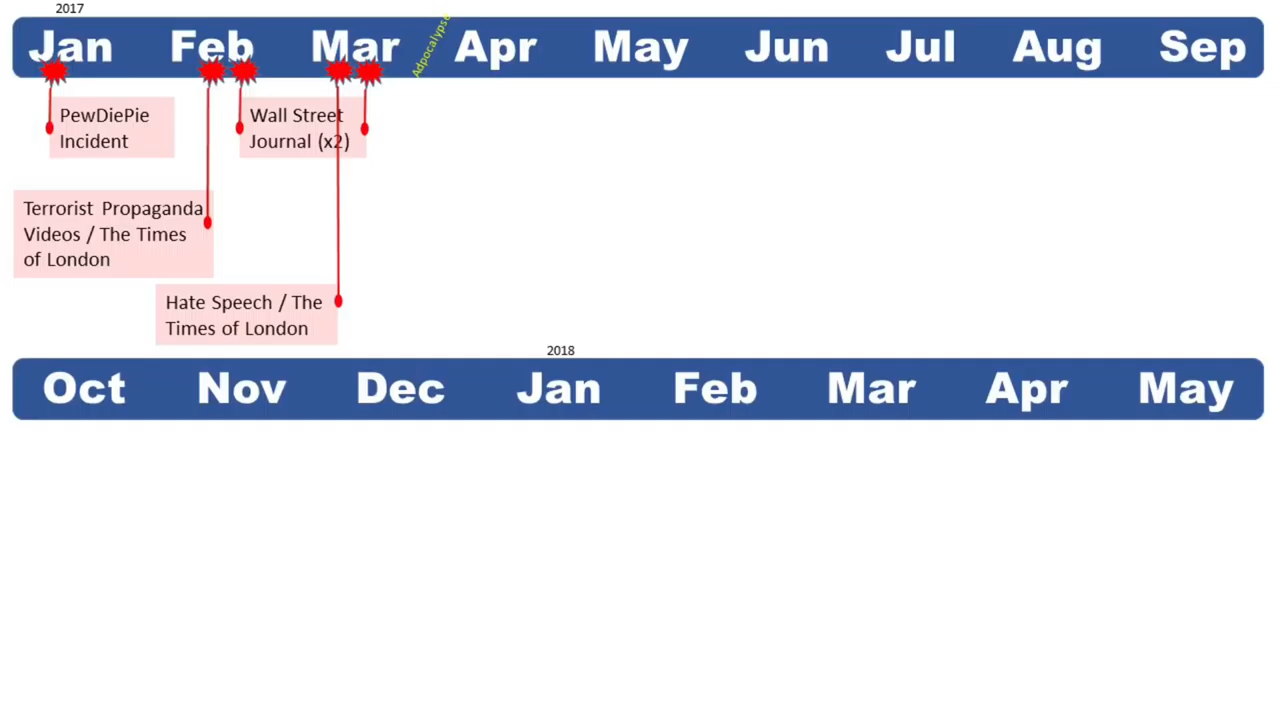 2017
Jan Feb Mar Adpocalypse Apr May Jun Jul Aug Sep
PewDiePie
Incident
Wall Street
Journal (x2)
Terrorist Propaganda
Videos / The Times
of London
Hate Speech / The
Times of London
2018
Oct Nov Dec Jan Feb Mar Apr May